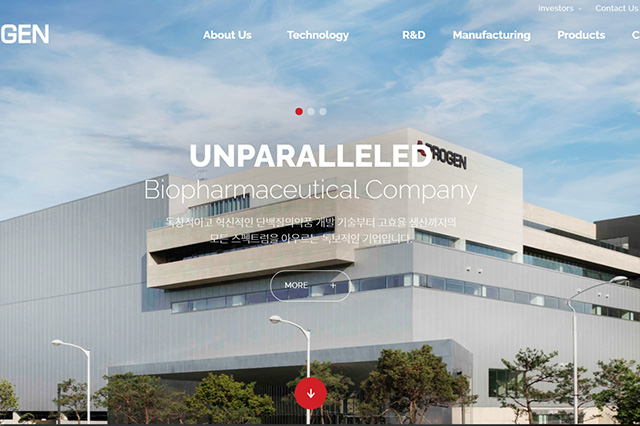 Investors
Contact Us
GEN
About Us
Technology
R&D
Manufacturing
Products
C
UNPARALLELED
Biopharmaceutical Company
독창적이고 혁신적인 단백질의약품 개발 기술부터 고효율 생산까지의
모든 스펙트럼을 아우르는 독보적인 기업입니다.
MORE +